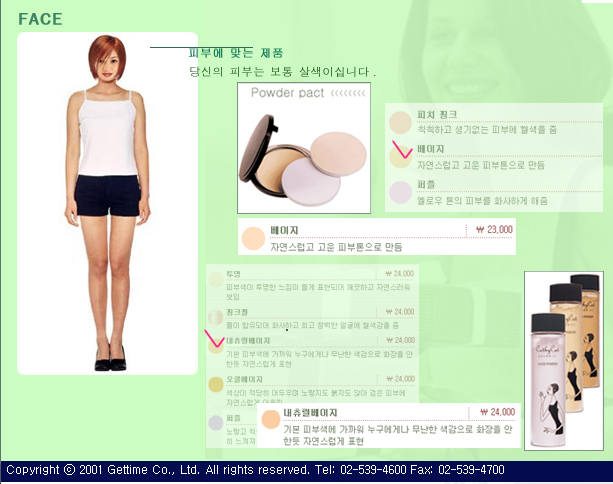 FACE
피부에 맞는 제품
당신의 피부는 보통 살색이십니다.
Powder pact
피치 핑크
칙칙하고 생기없는 피부에 혈색을 줌
베이지
자연스럽고 고운 피부톤으로 만듬
퍼플
옐로우 톤의 피부를 화사하게 해줌
베이지 ₩ 23,000
자연스럽고 고운 피부톤으로 만듬
투명 ₩ 24,000
피부색이 투명한 느낌이 들게 표현되어 깨끗하고 자연스러워
보임
핑크펄 ₩ 24,000
펄이 함유되어 화사하고 희고 창백한 얼굴에 혈색감을 줌
내츄럴베이지 ₩ 24,000
기본 피부색에 가까워 누구에게나 무난한 색감으로 화장을 안
한듯 자연스럽게 표현
오클베이지 ₩ 24,000
색상이 적당히 어두우며 노랗지도 붉지도 않아 검은 피부에
자연스럽게 어울림
퍼플
노랗고
히 느껴지
내츄럴베이지 ₩ 24,000
기본 피부색에 가까워 누구에게나 무난한 색감으로 화장을 안
한듯 자연스럽게 표현
CathyCat
Copyright ⓒ 2001 Gettime Co., Ltd. All rights reserved. Tel: 02-539-4600 Fax: 02-539-4700